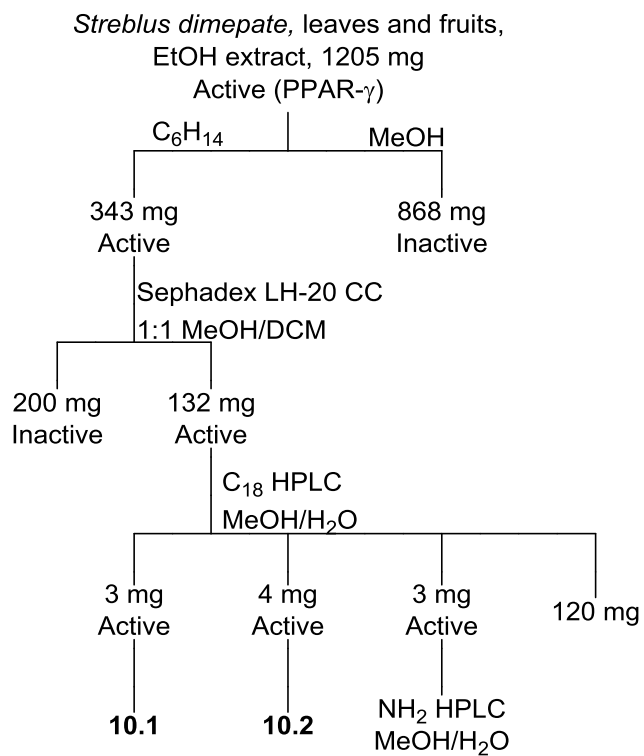 Streblus dimepate, leaves and fruits,
EtOH extract, 1205 mg
Active (PPAR-γ)
C₆H₁₄
MeOH
343 mg
Active
868 mg
Inactive
Sephadex LH-20 CC
1:1 MeOH/DCM
200 mg
Inactive
132 mg
Active
C₁₈ HPLC
MeOH/H₂O
3 mg
Active
4 mg
Active
3 mg
Active
120 mg
10.1
10.2
NH₂ HPLC
MeOH/H₂O